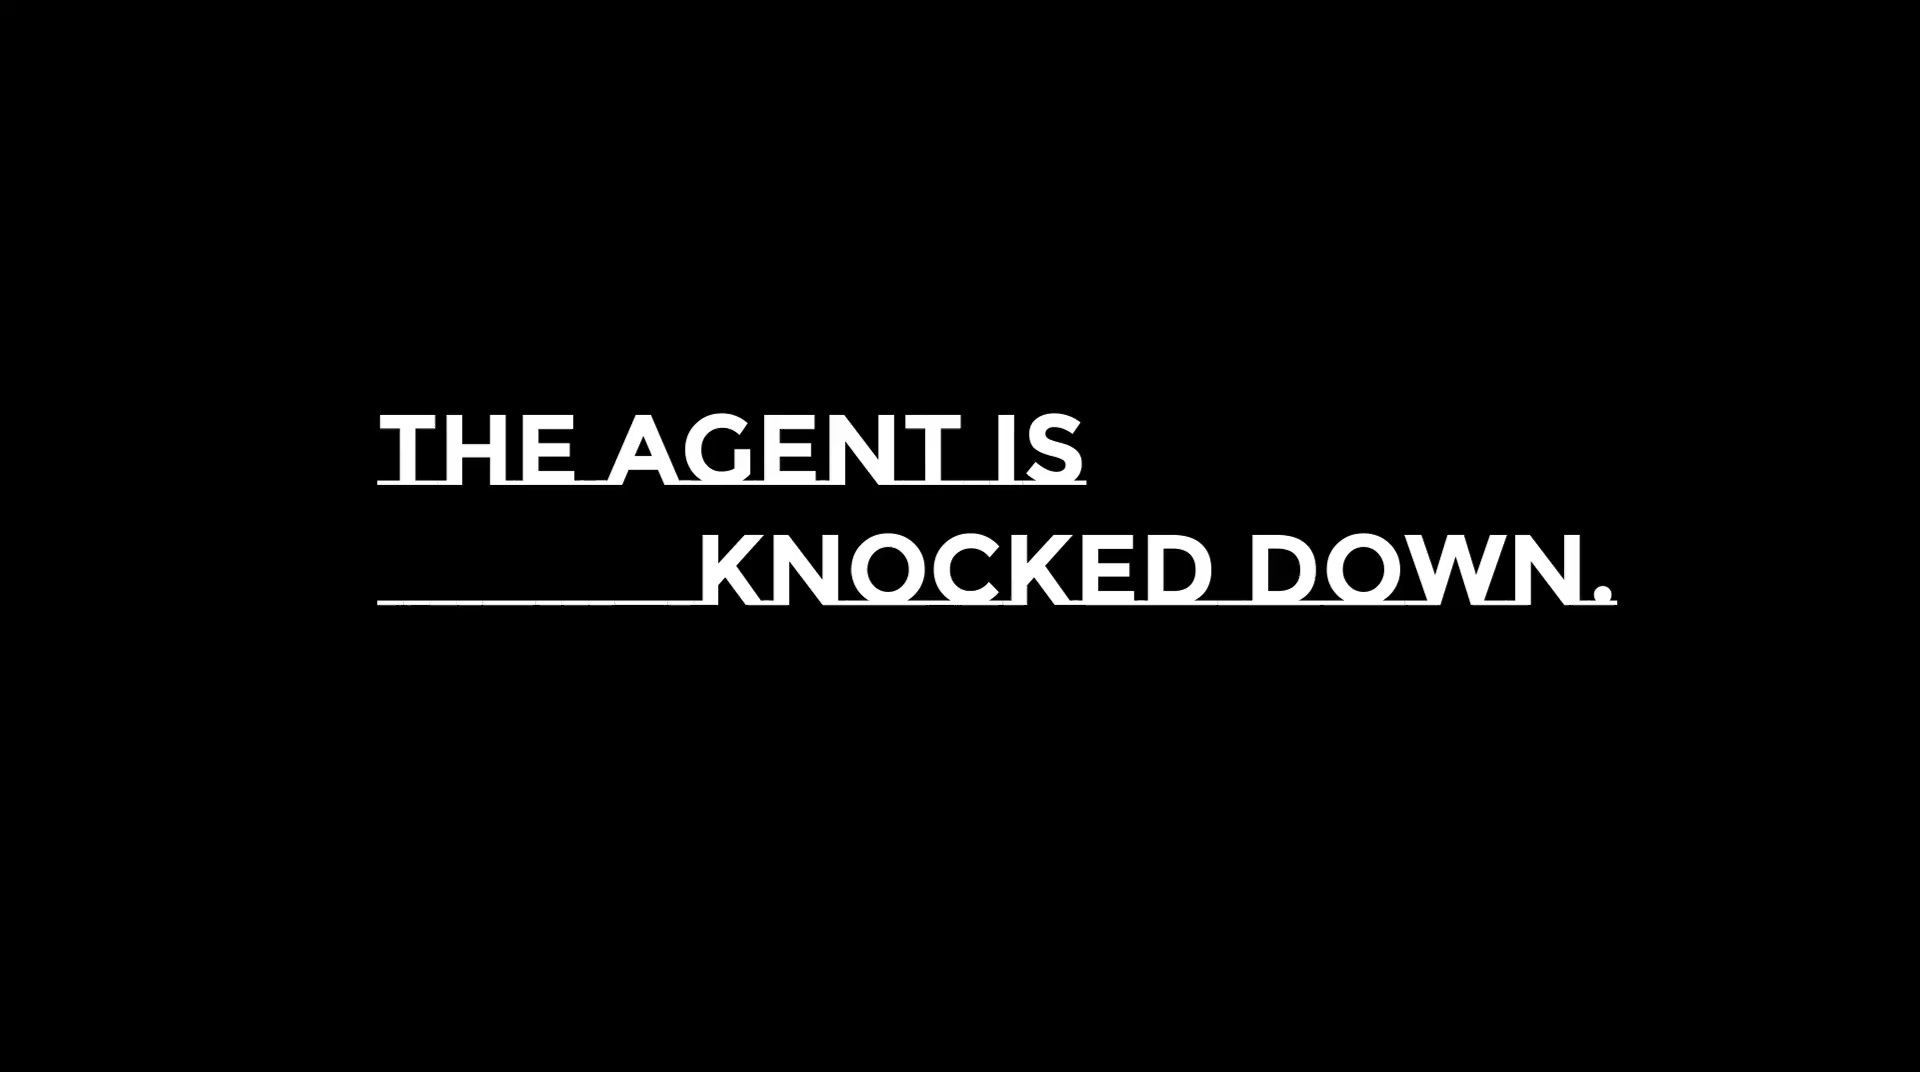 THE AGENT IS
KNOCKED DOWN.